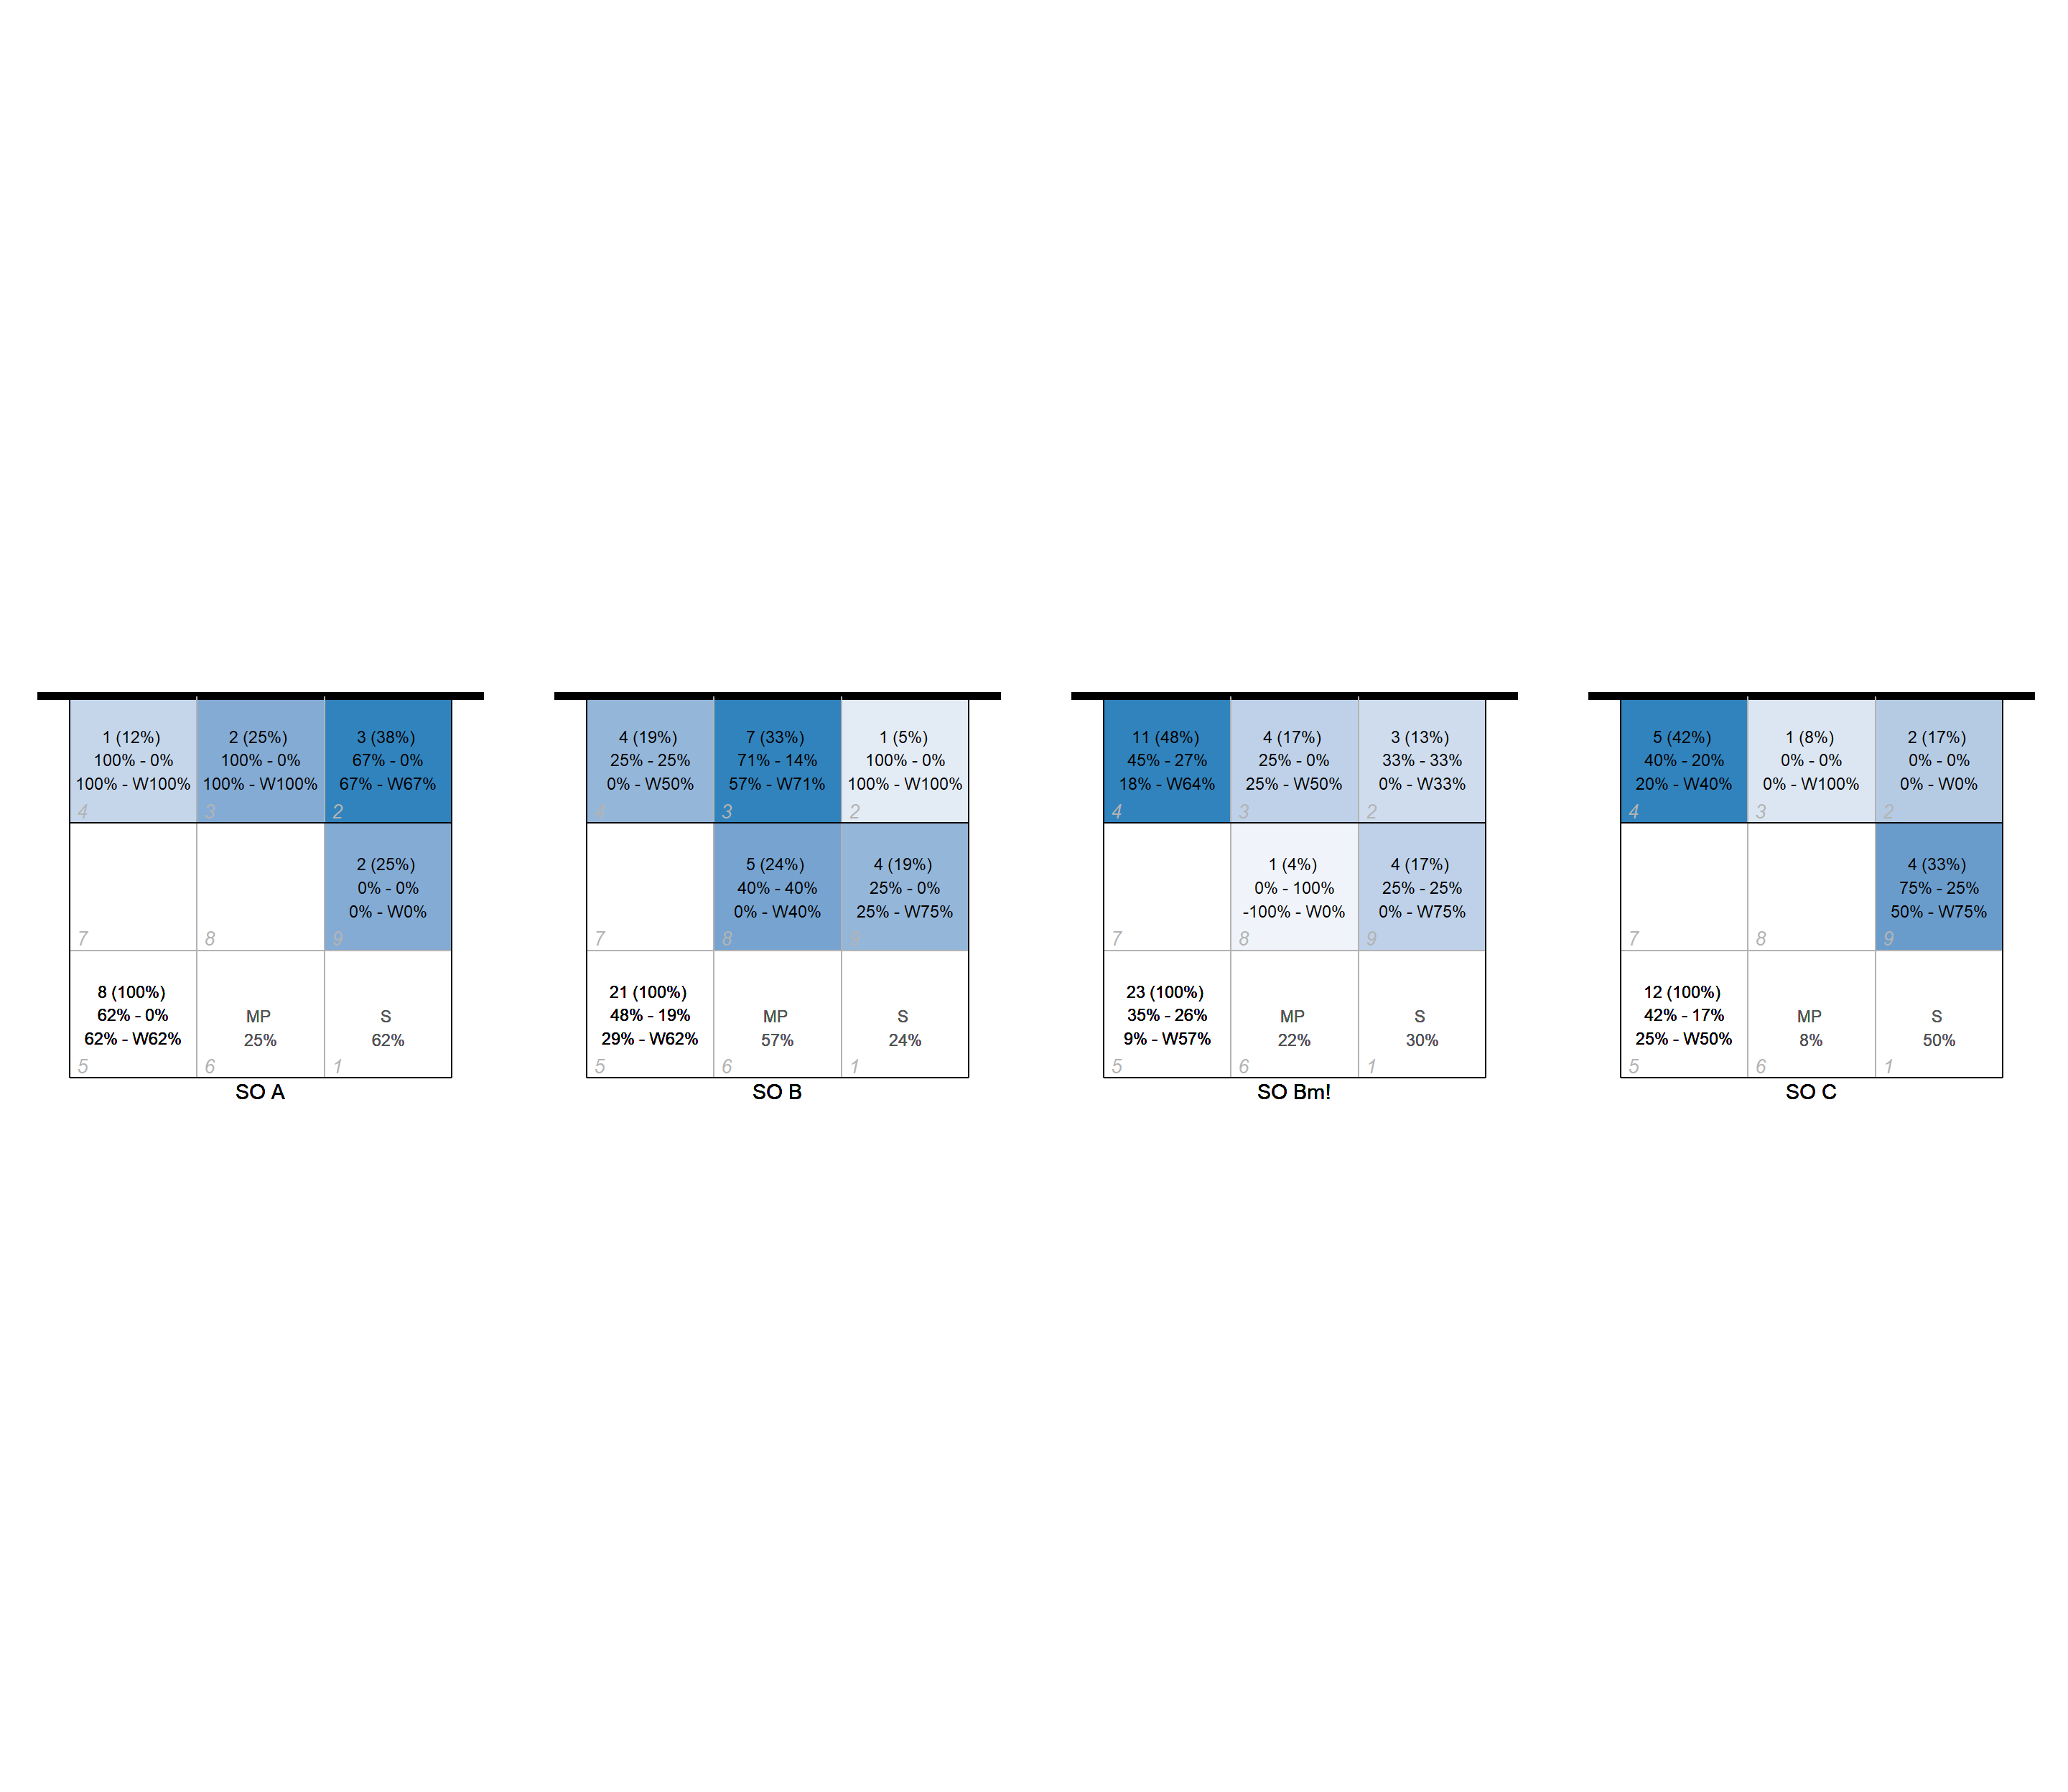 1 (12%)
100% - 0%
100% - W100%
4
2 (25%)
100% - 0%
100% - W100%
3
3 (38%)
67% - 0%
67% - W67%
2
7
8
2 (25%)
0% - 0%
0% - W0%
9
8 (100%)
62% - 0%
62% - W62%
5
MP
25%
6
S
62%
1
SO A
4 (19%)
25% - 25%
0% - W50%
4
7 (33%)
71% - 14%
57% - W71%
3
1 (5%)
100% - 0%
100% - W100%
2
7
5 (24%)
40% - 40%
0% - W40%
8
4 (19%)
25% - 0%
25% - W75%
9
21 (100%)
48% - 19%
29% - W62%
5
MP
57%
6
S
24%
1
SO B
11 (48%)
45% - 27%
18% - W64%
4
4 (17%)
25% - 0%
25% - W50%
3
3 (13%)
33% - 33%
0% - W33%
2
7
1 (4%)
0% - 100%
-100% - W0%
8
4 (17%)
25% - 25%
0% - W75%
9
23 (100%)
35% - 26%
9% - W57%
5
MP
22%
6
S
30%
1
SO Bm!
5 (42%)
40% - 20%
20% - W40%
4
1 (8%)
0% - 0%
0% - W100%
3
2 (17%)
0% - 0%
0% - W0%
2
7
8
4 (33%)
75% - 25%
50% - W75%
9
12 (100%)
42% - 17%
25% - W50%
5
MP
8%
6
S
50%
1
SO C